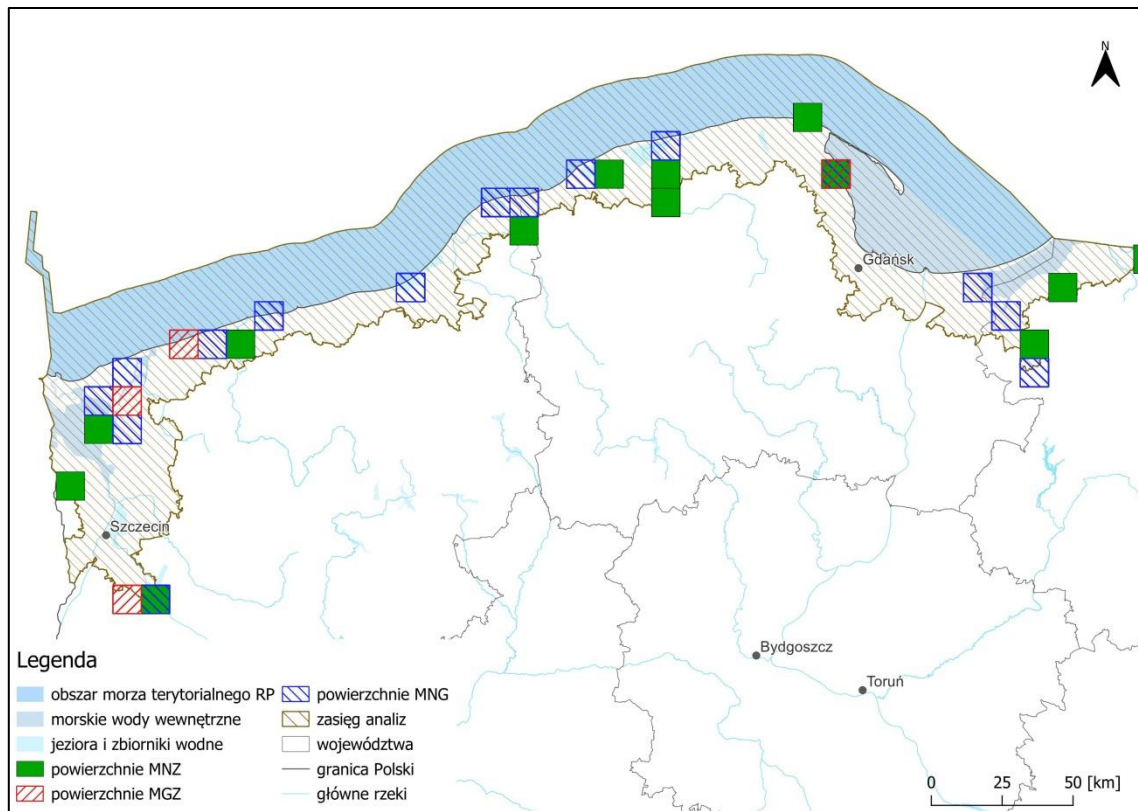 N
Gdańsk
Szczecin
Bydgoszcz
Toruń
Legenda
obszar morza terytorialnego RP
morskie wody wewnętrzne
jeziora i zbiorniki wodne
powierzchnie MNZ
powierzchnie MGZ
powierzchnie MNG
zasięg analiz
województwa
granica Polski
główne rzeki
0 25 50 [km]